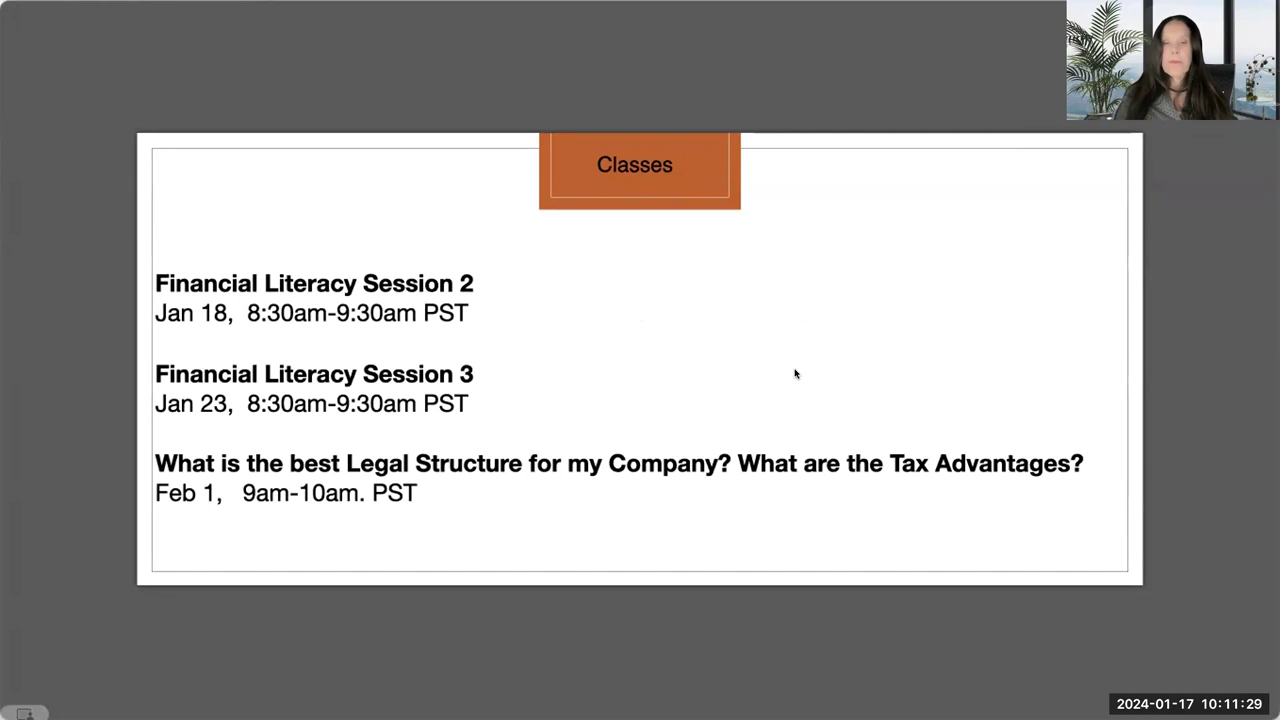 Classes
Financial Literacy Session 2
Jan 18,  8:30am-9:30am PST
Financial Literacy Session 3
Jan 23,  8:30am-9:30am PST
What is the best Legal Structure for my Company? What are the Tax Advantages?
Feb 1,   9am-10am. PST
2024-01-17  10:11:29